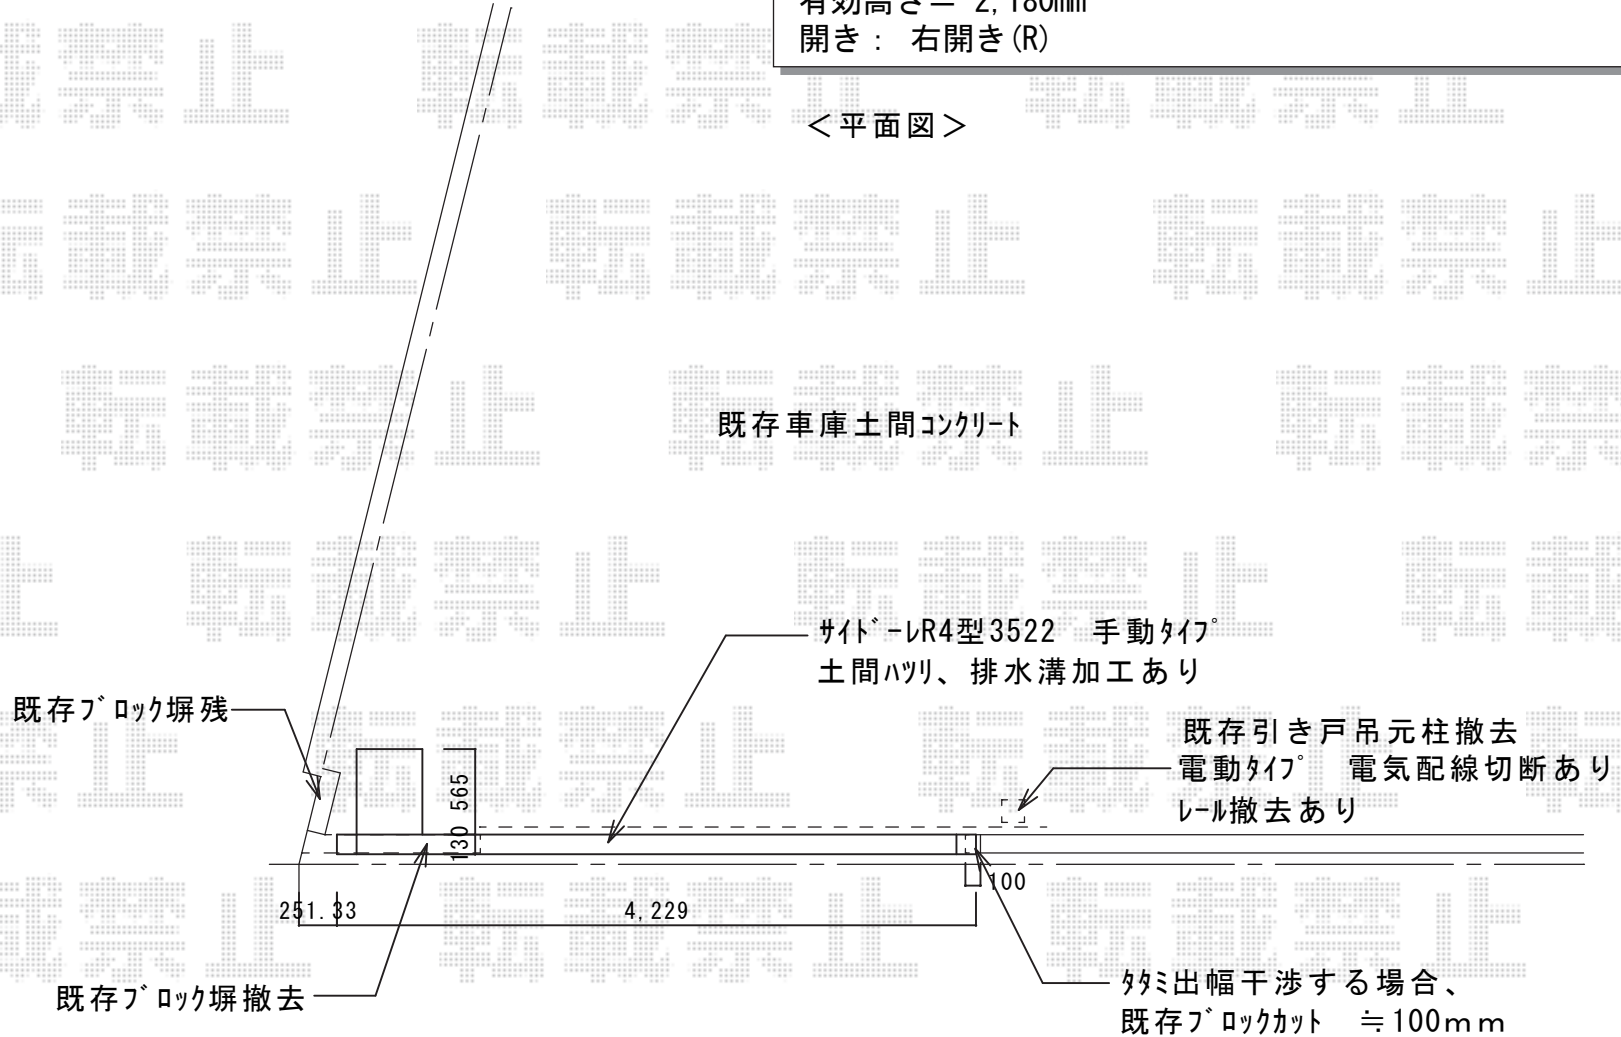 有効高さ＝ 2,180mm
開き： 右開き(R)
＜平面図＞
既存車庫土間ｺﾝｸﾘｰﾄ
ｻｲﾄﾞｰﾚR4型3522 手動ﾀｲﾌﾟ
土間ﾊﾂﾘ、排水溝加工あり
既存ﾌﾞﾛｯｸ塀残
既存引き戸吊元柱撤去
電動ﾀｲﾌﾟ 電気配線切断あり
ﾚｰﾙ撤去あり
565
130
100
251.33
4,229
既存ﾌﾞﾛｯｸ塀撤去
ﾀﾀﾐ出幅干渉する場合、
既存ﾌﾞﾛｯｸｶｯﾄ ≒100ｍｍ
転載禁止